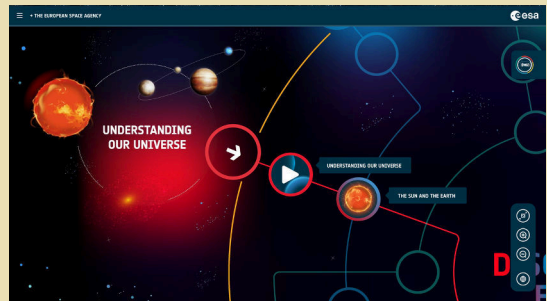 → THE EUROPEAN SPACE AGENCY
esa
UNDERSTANDING
OUR UNIVERSE
UNDERSTANDING OUR UNIVERSE
THE SUN AND THE EARTH